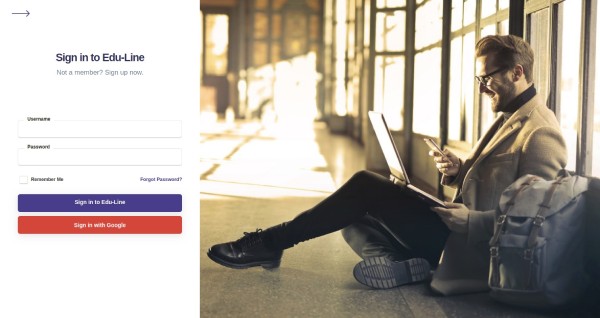 Sign in to Edu-Line
Not a member? Sign up now.
Username
Password
Remember Me
Forgot Password?
Sign in to Edu-Line
Sign in with Google